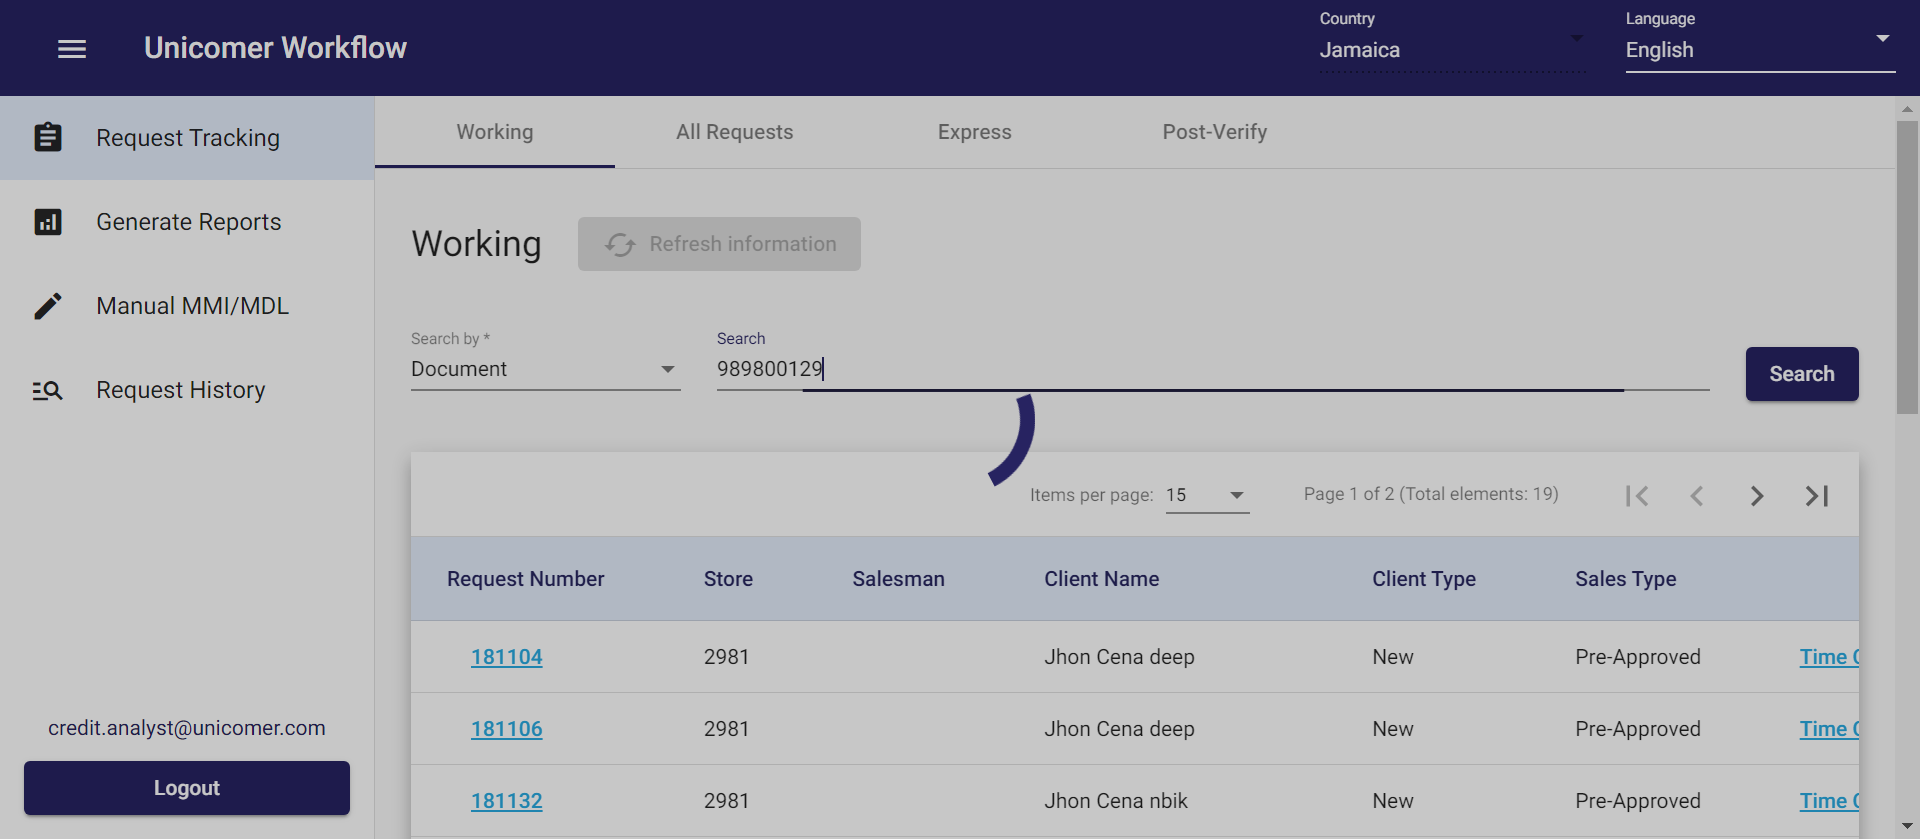 Unicomer Workflow
Country
Jamaica
Language
English
Request Tracking
Generate Reports
Manual MMI/MDL
Request History
credit.analyst@unicomer.com
Logout
Working All Requests Express Post-Verify
Working Refresh information
Search by *
Document
Search
989800129
Search
Items per page: 15 Page 1 of 2 (Total elements: 19)
Request Number Store Salesman Client Name Client Type Sales Type
181104 2981 Jhon Cena deep New Pre-Approved Time
181106 2981 Jhon Cena deep New Pre-Approved Time
181132 2981 Jhon Cena nbik New Pre-Approved Time